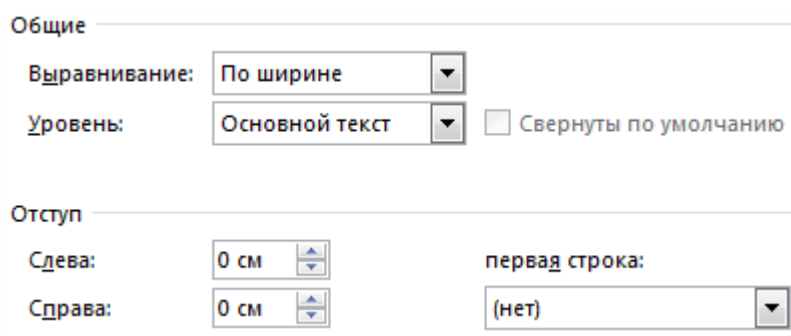 Общие
Выравнивание: По ширине
Уровень: Основной текст Свернуты по умолчанию
Отступ
Слева: 0 см первая строка:
Справа: 0 см (нет)